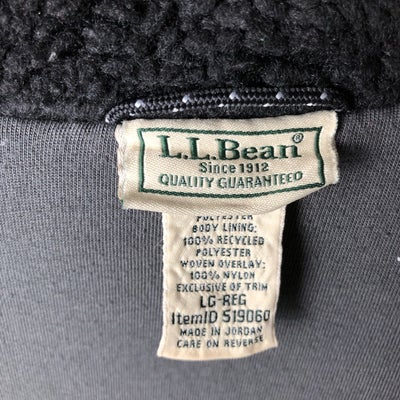 L.L.Bean®
Since 1912
QUALITY GUARANTEED
POLYESTER
BODY LINING:
100% RECYCLED
POLYESTER
WOVEN OVERLAY:
100% NYLON
EXCLUSIVE OF TRIM
LG-REG
ItemID 519060
MADE IN JORDAN
CARE ON REVERSE